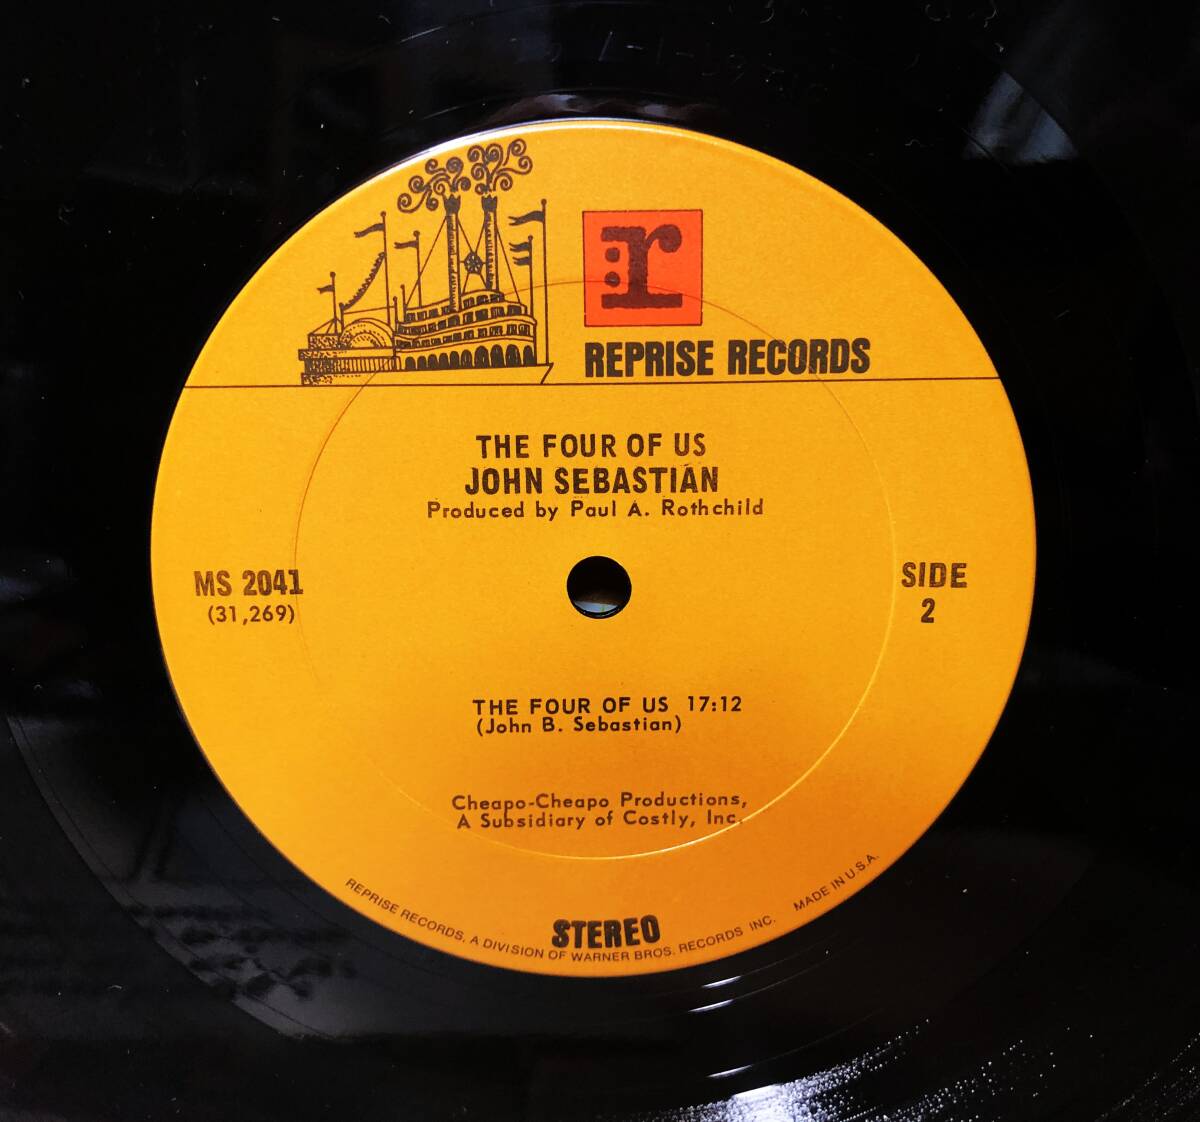 r
REPRISE RECORDS
THE FOUR OF US
JOHN SEBASTIAN
Produced by Paul A. Rothchild
MS 2041
(31,269)
SIDE
2
THE FOUR OF US 17:12
(John B. Sebastian)
Cheapo-Cheapo Productions,
A Subsidiary of Costly, Inc.
STEREO
REPRISE RECORDS, A DIVISION OF WARNER BROS. RECORDS INC. MADE IN U.S.A.